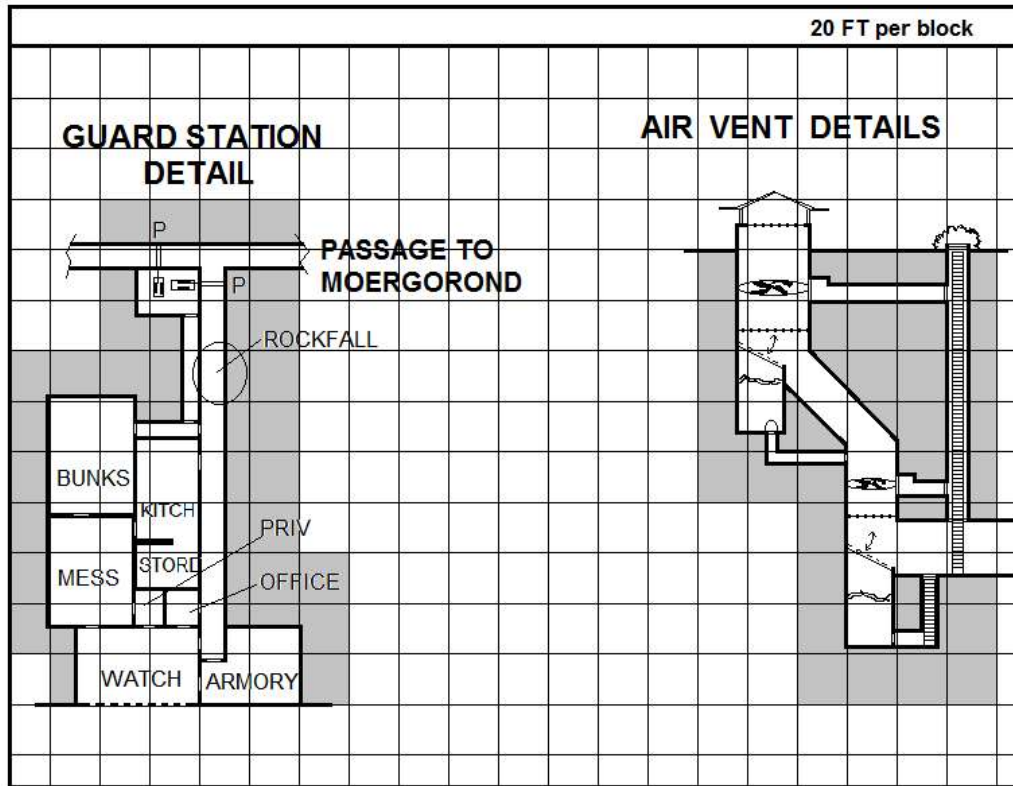 20 FT per block
GUARD STATION
DETAIL
AIR VENT DETAILS
P
PASSAGE TO
MOERGOROND
P
ROCKFALL
BUNKS
KITCH
PRIV
MESS
STORD
OFFICE
WATCH
ARMORY